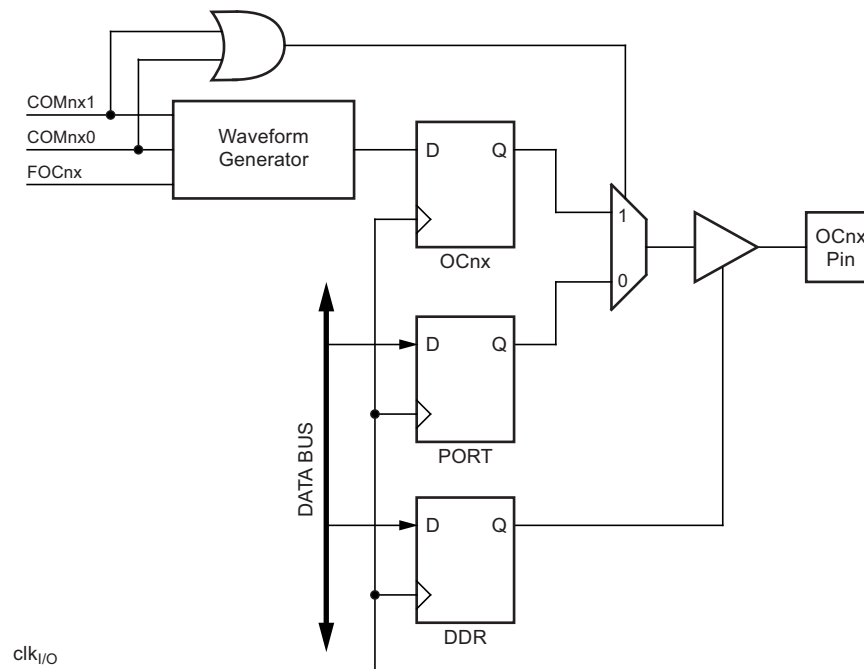 COMnx1
COMnx0
FOCnx
Waveform
Generator
D Q
OCnx
1
0
OCnx
Pin
D Q
PORT
DATA BUS
D Q
DDR
clkI/O